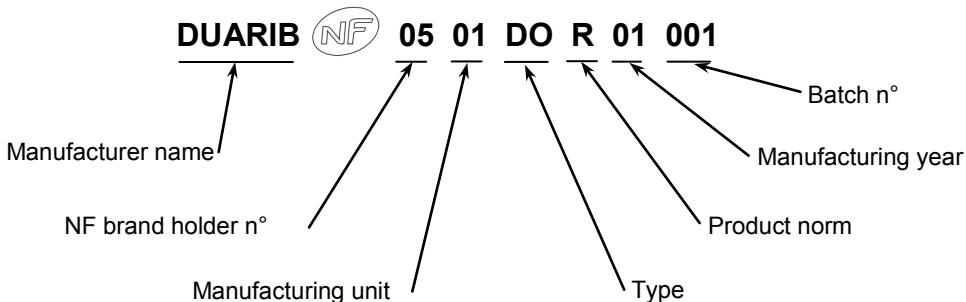 DUARIB NF 05 01 DO R 01 001
Batch n°
Manufacturer name
Manufacturing year
NF brand holder n°
Product norm
Manufacturing unit
Type